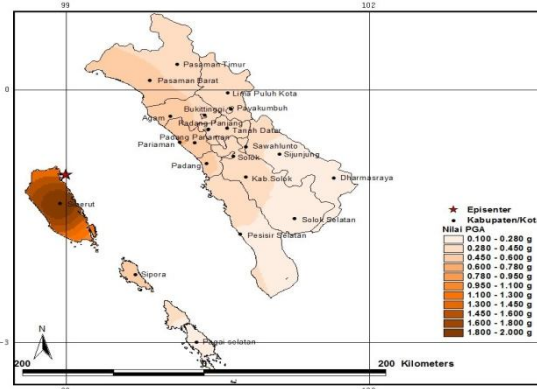 99
102
0
Pasaman Timur
Pasaman Barat
Lima Puluh Kota
Bukittinggi
Payakumbuh
Agam
Padang Panjang
Tanah Datar
Padang Pariaman
Pariaman
Sawahlunto
Solok
Sijunjung
Padang
Kab.Solok
Dharmasraya
Siberut
Solok Selatan
Pesisir Selatan
Sipora
Pagai selatan
Episenter
Kabupaten/Kota
Nilai PGA
0.100 - 0.280 g
0.280 - 0.450 g
0.450 - 0.600 g
0.600 - 0.780 g
0.780 - 0.950 g
0.950 - 1.100 g
1.100 - 1.300 g
1.300 - 1.450 g
1.450 - 1.600 g
1.600 - 1.800 g
1.800 - 2.000 g
N
-3
200
0
200 Kilometers